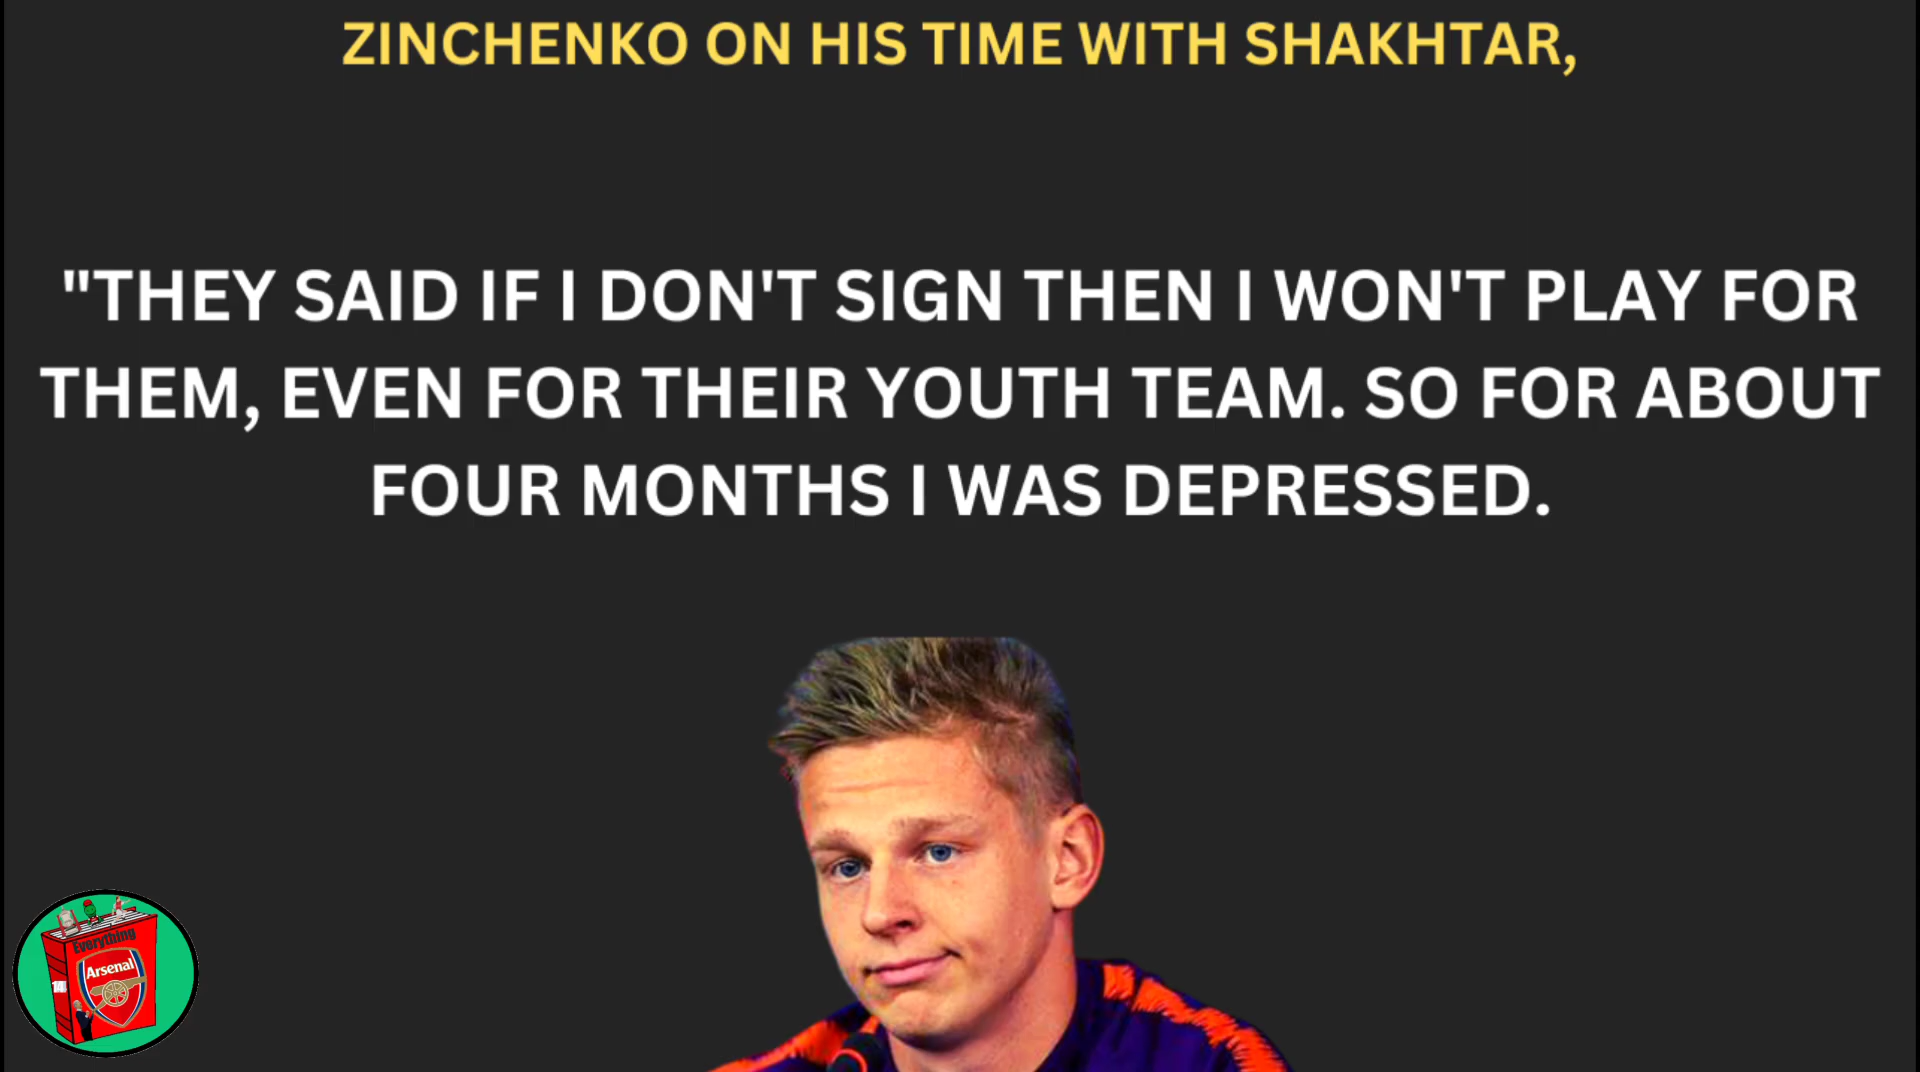 ZINCHENKO ON HIS TIME WITH SHAKHTAR,
"THEY SAID IF I DON'T SIGN THEN I WON'T PLAY FOR
THEM, EVEN FOR THEIR YOUTH TEAM. SO FOR ABOUT
FOUR MONTHS I WAS DEPRESSED.
Everything
Arsenal
14